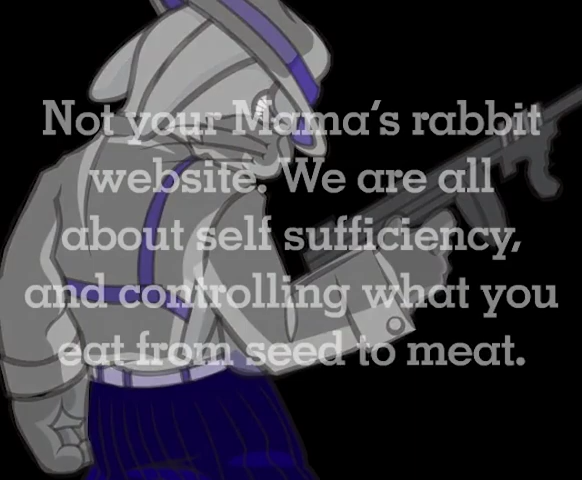 Not your Mama's rabbit
website. We are all
about self sufficiency,
and controlling what you
eat from seed to meat.